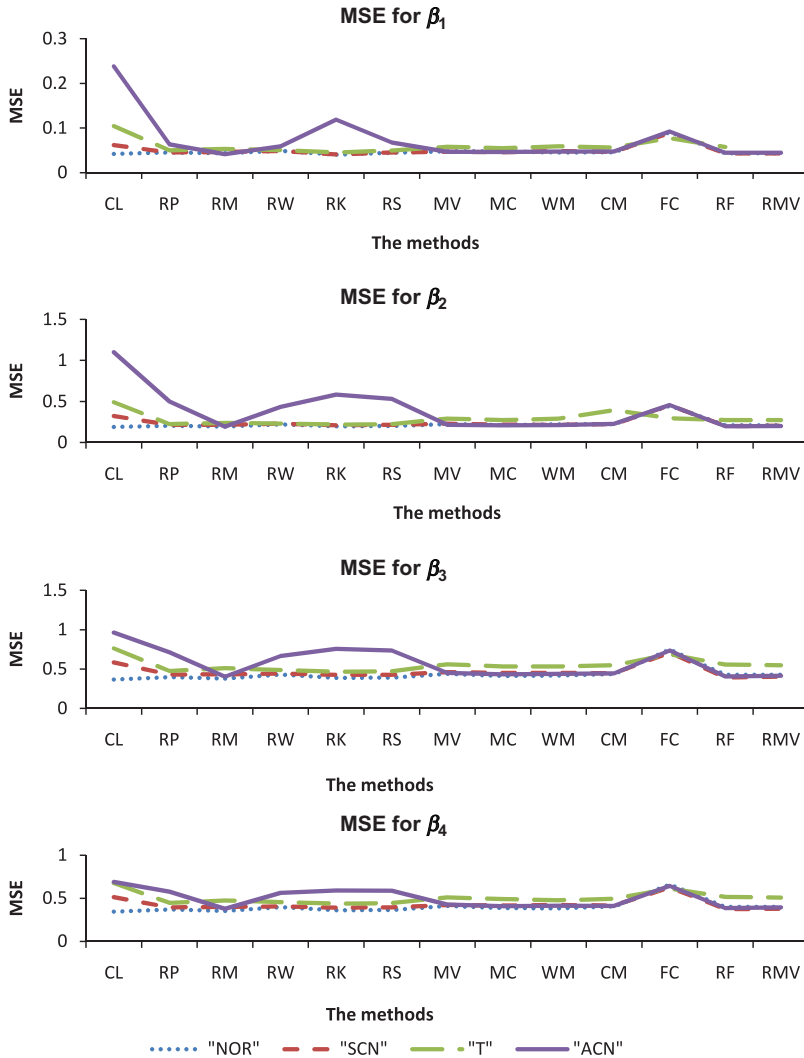 MSE for β1
0.3
0.2
0.1
0
MSE
CL RP RM RW RK RS MV MC WM CM FC RF RMV
The methods
MSE for β2
1.5
1
0.5
0
MSE
CL RP RM RW RK RS MV MC WM CM FC RF RMV
The methods
MSE for β3
1.5
1
0.5
0
MSE
CL RP RM RW RK RS MV MC WM CM FC RF RMV
The methods
MSE for β4
1
0.5
0
MSE
CL RP RM RW RK RS MV MC WM CM FC RF RMV
The methods
"NOR" "SCN" "T" "ACN"